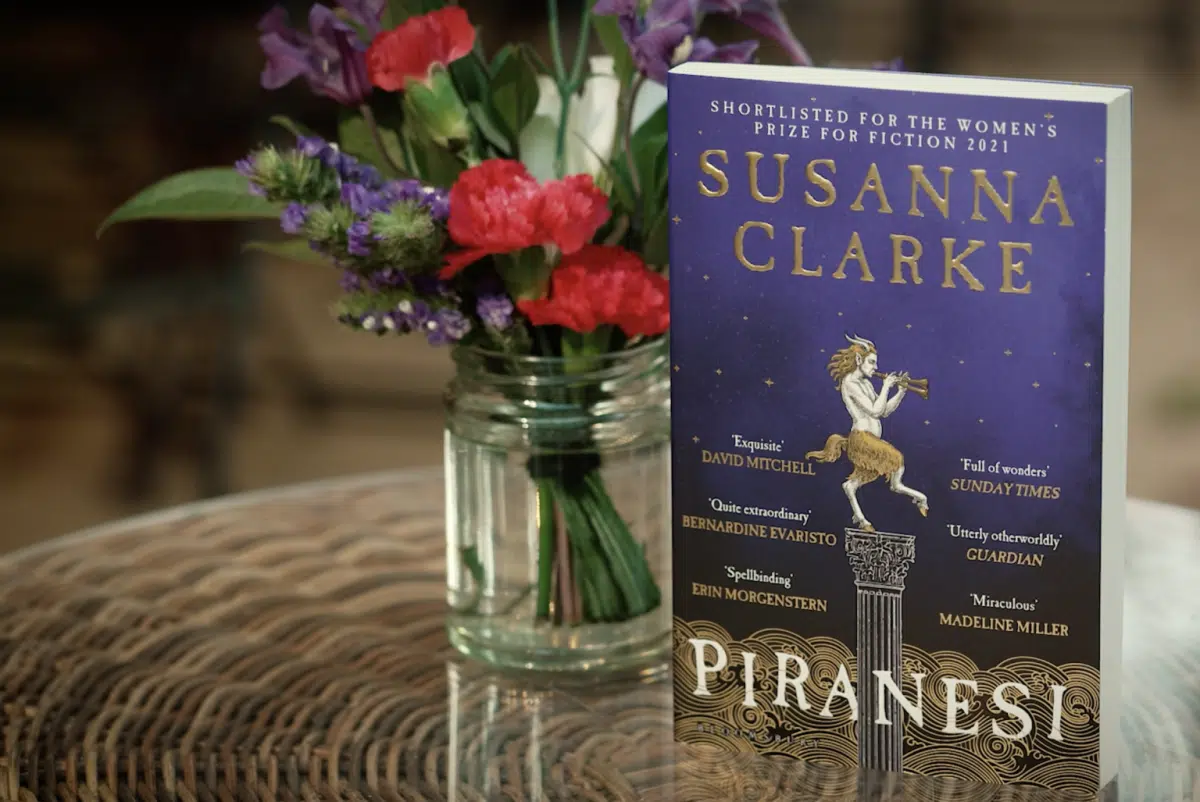 SHORTLISTED FOR THE WOMEN'S
PRIZE FOR FICTION 2021
SUSANNA
CLARKE
'Exquisite'
DAVID MITCHELL
'Quite extraordinary'
BERNARDINE EVARISTO
'Spellbinding'
ERIN MORGENSTERN
'Full of wonders'
SUNDAY TIMES
'Utterly otherworldly'
GUARDIAN
'Miraculous'
MADELINE MILLER
PIRANESI
BLOOMSBURY